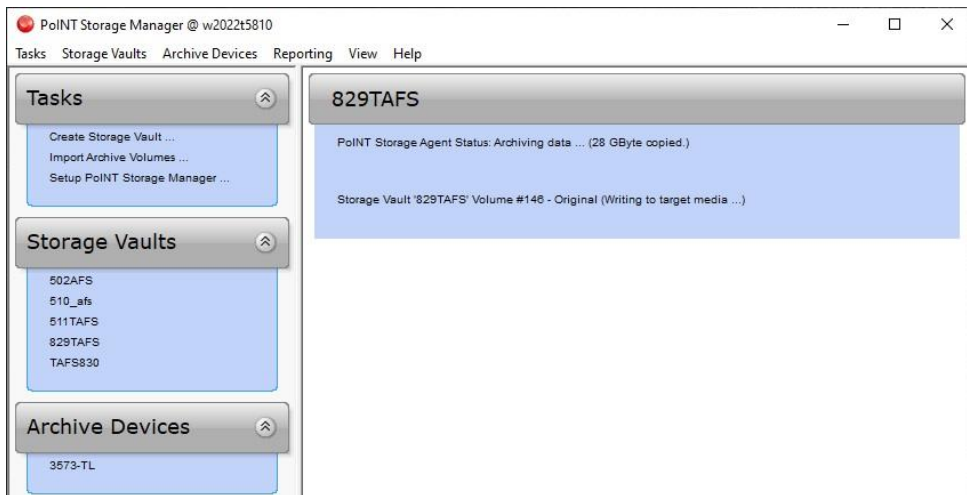 PoINT Storage Manager @ w2022t5810
Tasks Storage Vaults Archive Devices Reporting View Help
Tasks
Create Storage Vault ...
Import Archive Volumes ...
Setup PoINT Storage Manager ...
Storage Vaults
502AFS
510_afs
511TAFS
829TAFS
TAFS830
Archive Devices
3573-TL
829TAFS
PoINT Storage Agent Status: Archiving data ... (28 GByte copied.)
Storage Vault '829TAFS' Volume #146 - Original (Writing to target media ...)